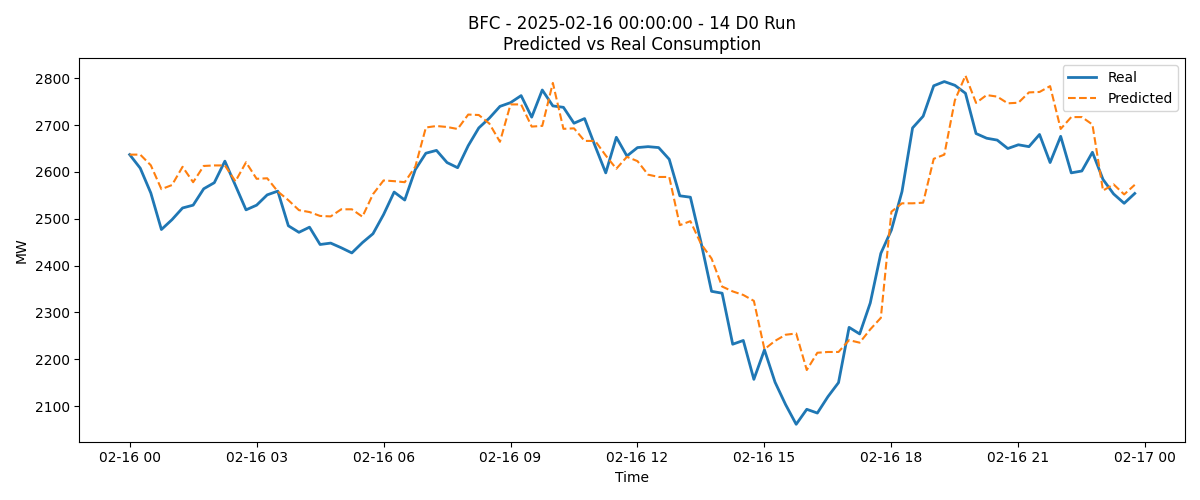 BFC - 2025-02-16 00:00:00 - 14 D0 Run
Predicted vs Real Consumption
Real
Predicted
MW
2800
2700
2600
2500
2400
2300
2200
2100
02-16 00
02-16 03
02-16 06
02-16 09
02-16 12
02-16 15
02-16 18
02-16 21
02-17 00
Time